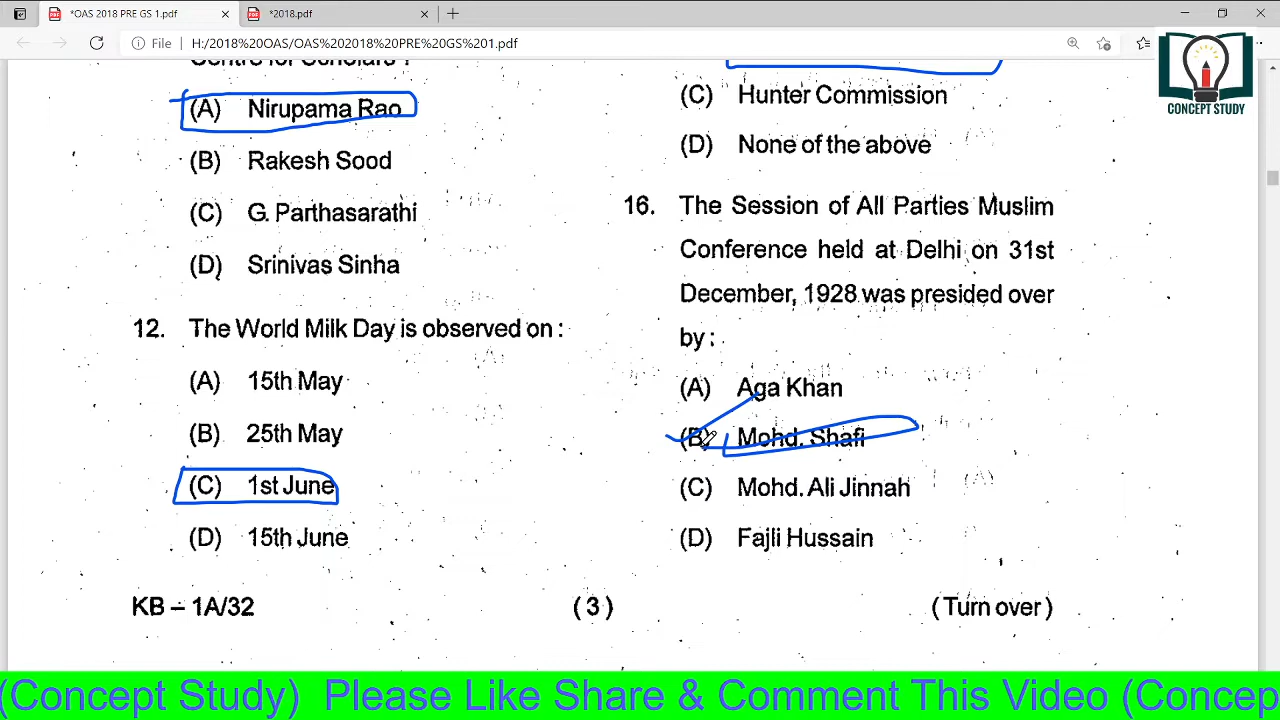 *OAS 2018 PRE GS 1.pdf
*2018.pdf
File
H:/2018%20OAS/OAS%202018%20PRE%20GS%201.pdf
CONCEPT STUDY
Centre for Scholars ?
(A) Nirupama Rao
(B) Rakesh Sood
(C) G. Parthasarathi
(D) Srinivas Sinha
12. The World Milk Day is observed on :
(A) 15th May
(B) 25th May
(C) 1st June
(D) 15th June
(C) Hunter Commission
(D) None of the above
16. The Session of All Parties Muslim
Conference held at Delhi on 31st
December, 1928 was presided over
by :
(A) Aga Khan
(B) Mohd. Shafi
(C) Mohd. Ali Jinnah
(D) Fajli Hussain
KB – 1A/32
( 3 )
( Turn over )
(Concept Study) Please Like Share & Comment This Video (Concep